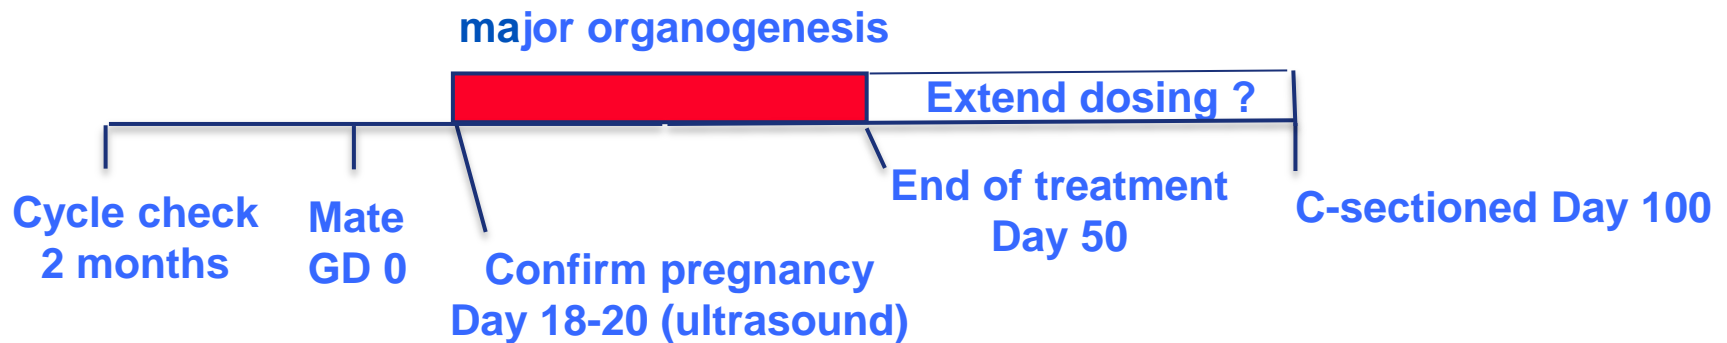 major organogenesis
Extend dosing ?
Cycle check
2 months
Mate
GD 0
Confirm pregnancy
Day 18-20 (ultrasound)
End of treatment
Day 50
C-sectioned Day 100